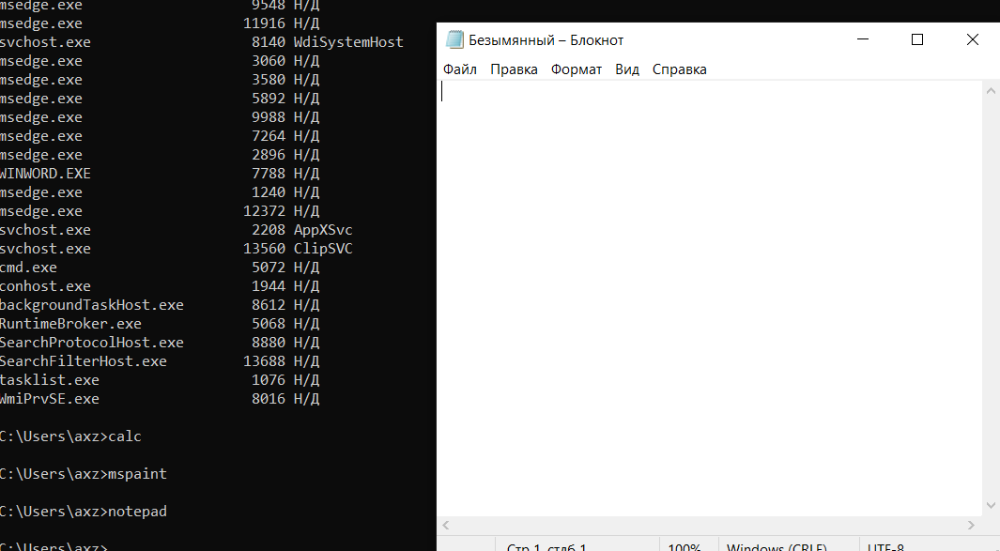 msedge.exe 9548 Н/Д
msedge.exe 11916 Н/Д
svchost.exe 8140 WdiSystemHost
msedge.exe 3060 Н/Д
msedge.exe 3580 Н/Д
msedge.exe 5892 Н/Д
msedge.exe 9988 Н/Д
msedge.exe 7264 Н/Д
msedge.exe 2896 Н/Д
WINWORD.EXE 7788 Н/Д
msedge.exe 1240 Н/Д
msedge.exe 12372 Н/Д
svchost.exe 2208 AppXSvc
svchost.exe 13560 ClipSVC
cmd.exe 5072 Н/Д
conhost.exe 1944 Н/Д
backgroundTaskHost.exe 8612 Н/Д
RuntimeBroker.exe 5068 Н/Д
SearchProtocolHost.exe 8880 Н/Д
SearchFilterHost.exe 13688 Н/Д
tasklist.exe 1076 Н/Д
WmiPrvSE.exe 8016 Н/Д
C:\Users\axz>calc
C:\Users\axz>mspaint
C:\Users\axz>notepad
C:\Users\axz>
Безымянный – Блокнот
Файл Правка Формат Вид Справка
Стр 1, стлб 1 100% Windows (CRLF) UTF-8